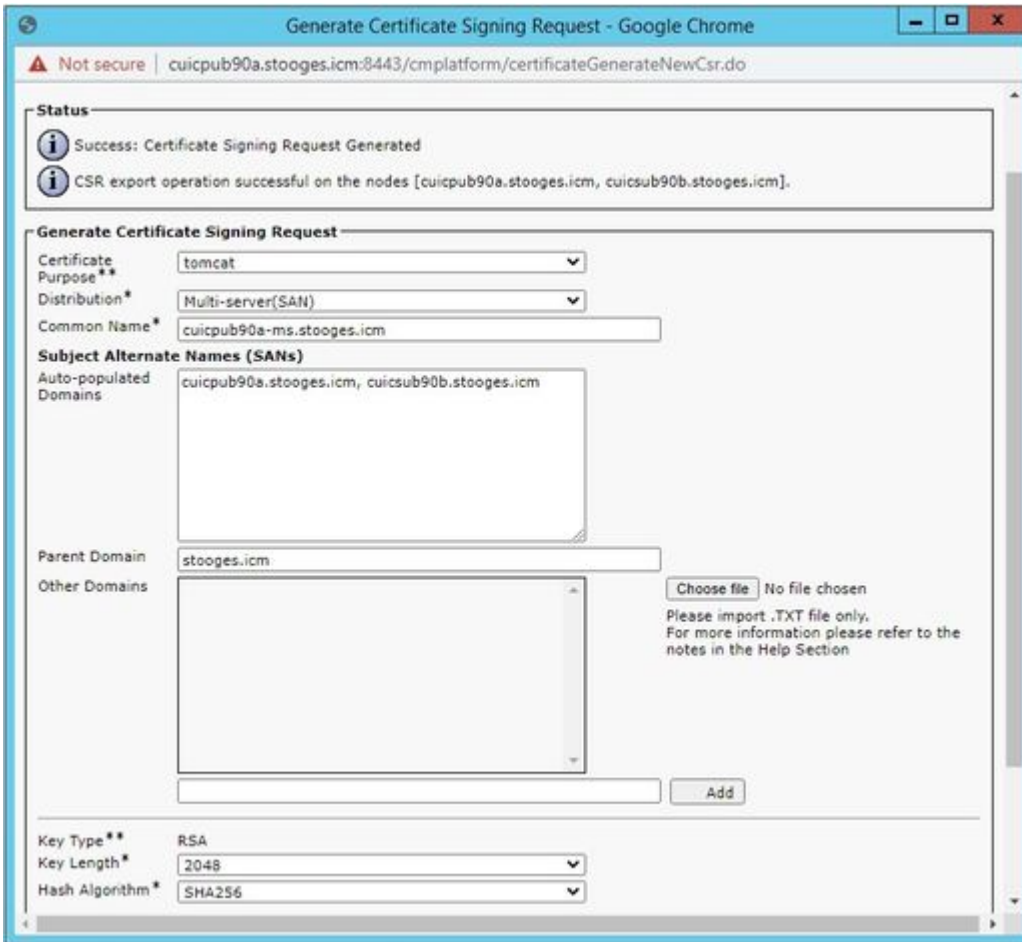 Generate Certificate Signing Request - Google Chrome
Not secure | cuicpub90a.stooges.icm:8443/cmplatform/certificateGenerateNewCsr.do
Status
Success: Certificate Signing Request Generated
CSR export operation successful on the nodes [cuicpub90a.stooges.icm, cuicsub90b.stooges.icm].
Generate Certificate Signing Request
Certificate
Purpose** tomcat
Distribution* Multi-server(SAN)
Common Name* cuicpub90a-ms.stooges.icm
Subject Alternate Names (SANs)
Auto-populated cuicpub90a.stooges.icm, cuicsub90b.stooges.icm
Domains
Parent Domain stooges.icm
Other Domains Choose file No file chosen
Please import .TXT file only.
For more information please refer to the
notes in the Help Section
Add
Key Type** RSA
Key Length* 2048
Hash Algorithm* SHA256